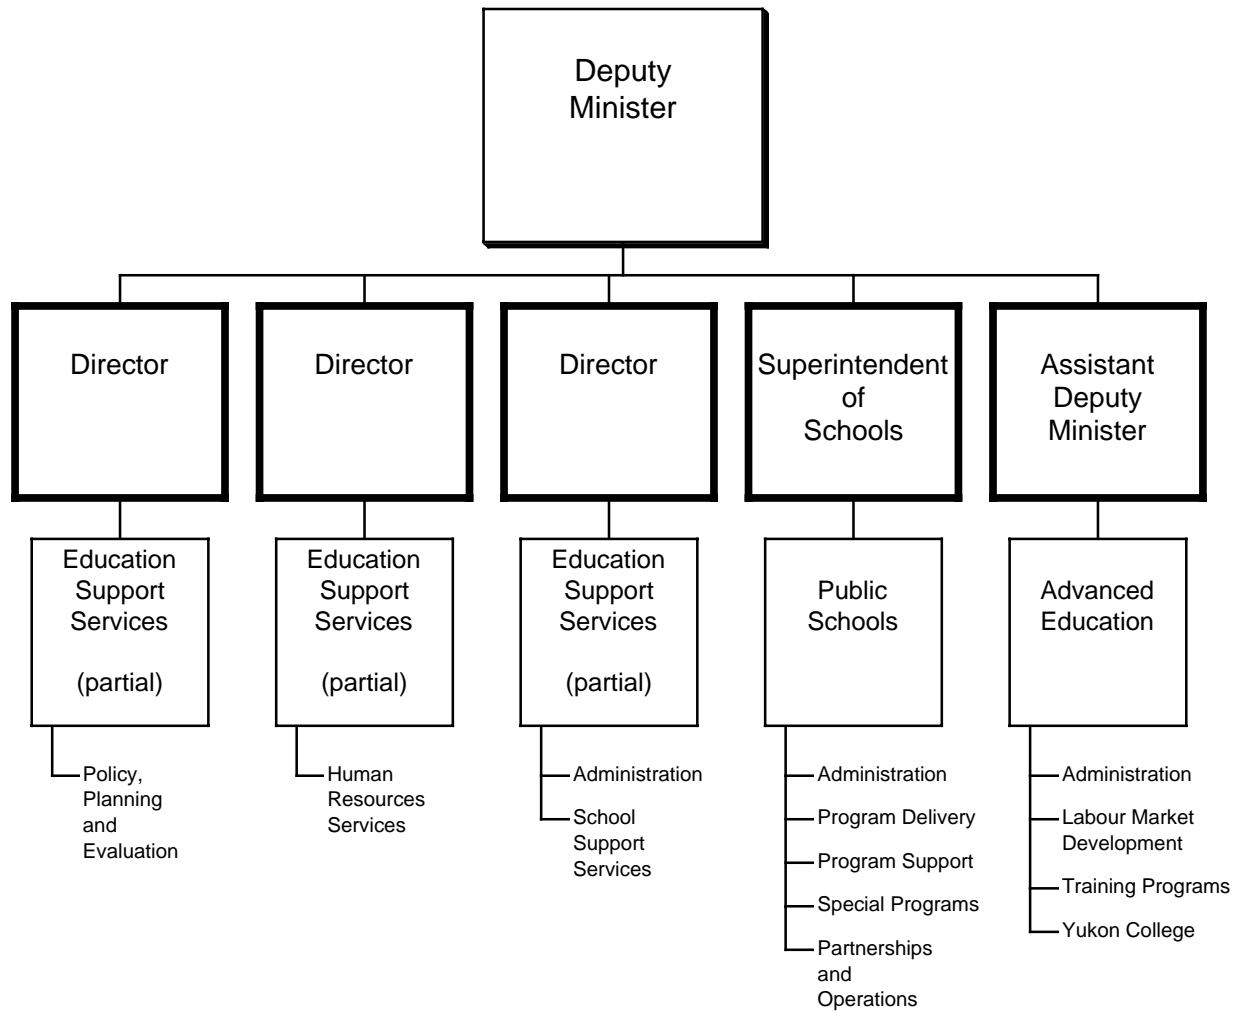 Deputy
Minister
Director
Director
Director
Superintendent
of
Schools
Assistant
Deputy
Minister
Education
Support
Services
(partial)
Education
Support
Services
(partial)
Education
Support
Services
(partial)
Public
Schools
Advanced
Education
Policy,
Planning
and
Evaluation
Human
Resources
Services
Administration
School
Support
Services
Administration
Program Delivery
Program Support
Special Programs
Partnerships
and
Operations
Administration
Labour Market
Development
Training Programs
Yukon College